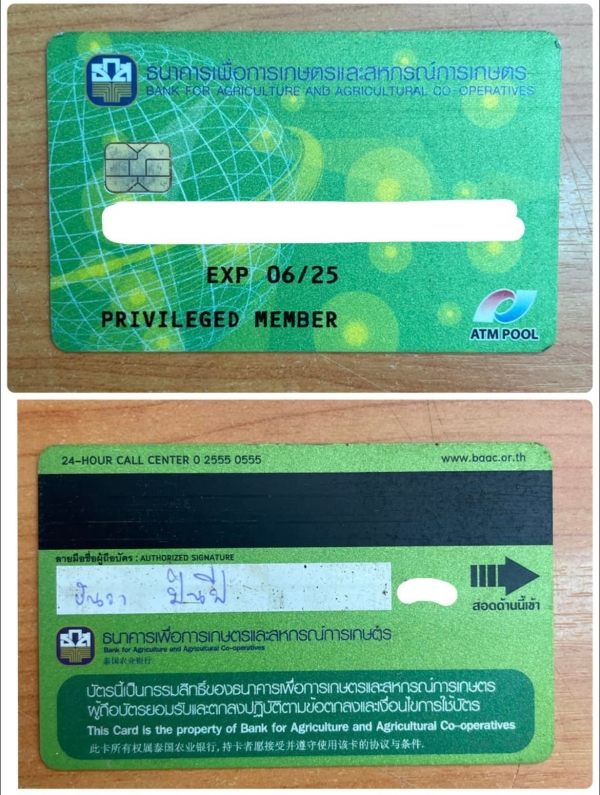 ธนาคารเพื่อการเกษตรและสหกรณ์การเกษตร
BANK FOR AGRICULTURE AND AGRICULTURAL CO-OPERATIVES
EXP 06/25
PRIVILEGED MEMBER
ATM POOL
24-HOUR CALL CENTER 0 2555 0555 www.baac.or.th
ลายมือชื่อผู้ถือบัตร : AUTHORIZED SIGNATURE
สอดด้านนี้เข้า
ธนาคารเพื่อการเกษตรและสหกรณ์การเกษตร
Bank for Agriculture and Agricultural Co-operatives
泰国农业银行
บัตรนี้เป็นกรรมสิทธิ์ของธนาคารเพื่อการเกษตรและสหกรณ์การเกษตร
ผู้ถือบัตรยอมรับและตกลงปฏิบัติตามข้อตกลงและเงื่อนไขการใช้บัตร
This Card is the property of Bank for Agriculture and Agricultural Co-operatives
此卡所有权属泰国农业银行, 持卡者愿接受并遵守使用该卡的协议与条件.